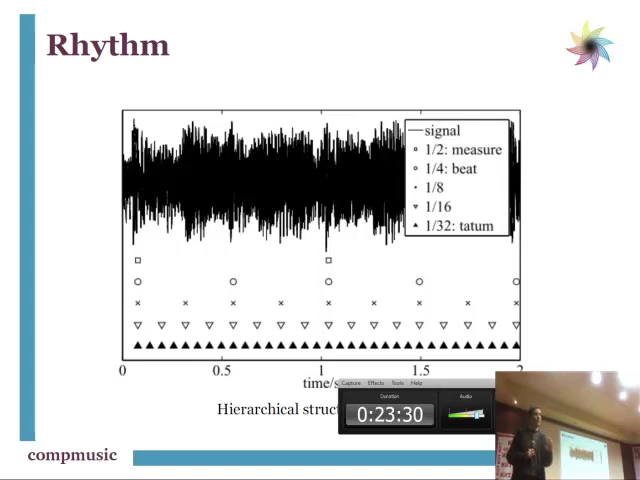 Rhythm
signal
1/2: measure
1/4: beat
1/8
1/16
1/32: tatum
0 0.5 1 1.5 2
time/s
Hierarchical struct
Capture Effects Tools Help
Duration Audio
0:23:30
compmusic